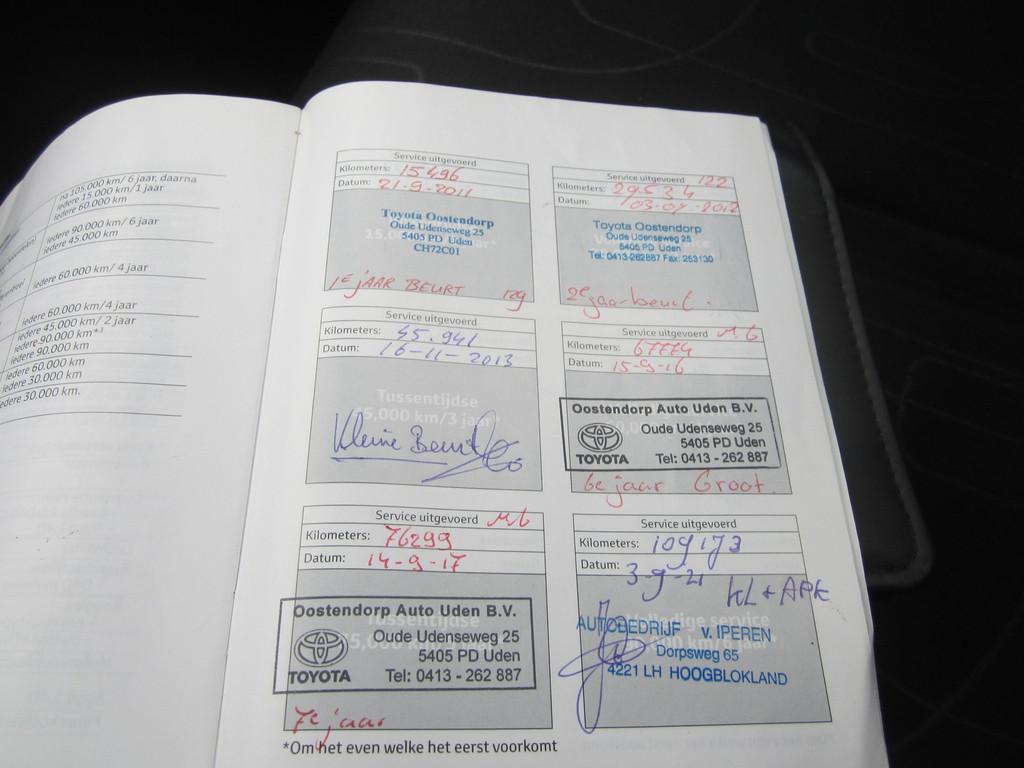 na 105.000 km/ 6 jaar, daarna
iedere 15.000 km/1 jaar
iedere 60.000 km
iedere 90.000 km/ 6 jaar
iedere 45.000 km
iedere 60.000 km/ 4 jaar
iedere 60.000 km/4 jaar
iedere 45.000 km/ 2 jaar
iedere 90.000 km*³
iedere 90.000 km
iedere 60.000 km
iedere 30.000 km
iedere 30.000 km.
Service uitgevoerd
Kilometers: 15496
Datum: 21-9-2011
Toyota Oostendorp
Oude Udenseweg 25
5405 PD Uden
CH72C01
1E JAAR BEURT 129
Service uitgevoerd 122
Kilometers: 29534
Datum: 03-07-2012
Toyota Oostendorp
Oude Udenseweg 25
5405 PD Uden
Tel: 0413-262887 Fax: 253130
2e jaarbeurt.
Service uitgevoerd
Kilometers: 45.941
Datum: 16-11-2013
Tussentijdse
45,000 km/3 jaar
Kleine Beurt
Service uitgevoerd M6
Kilometers: 67774
Datum: 15-9-16
Oostendorp Auto Uden B.V.
Oude Udenseweg 25
5405 PD Uden
TOYOTA Tel: 0413 - 262 887
6e jaar Groot
Service uitgevoerd M6
Kilometers: 76299
Datum: 14-9-17
Tussentijdse
Oostendorp Auto Uden B.V.
Oude Udenseweg 25
5405 PD Uden
TOYOTA Tel: 0413 - 262 887
7e jaar
Service uitgevoerd
Kilometers: 109173
Datum: 3-9-21
KL + APK
Volledige service
AUTOBEDRIJF v. IPEREN
Dorpsweg 65
4221 LH HOOGBLOKLAND
*Om het even welke het eerst voorkomt